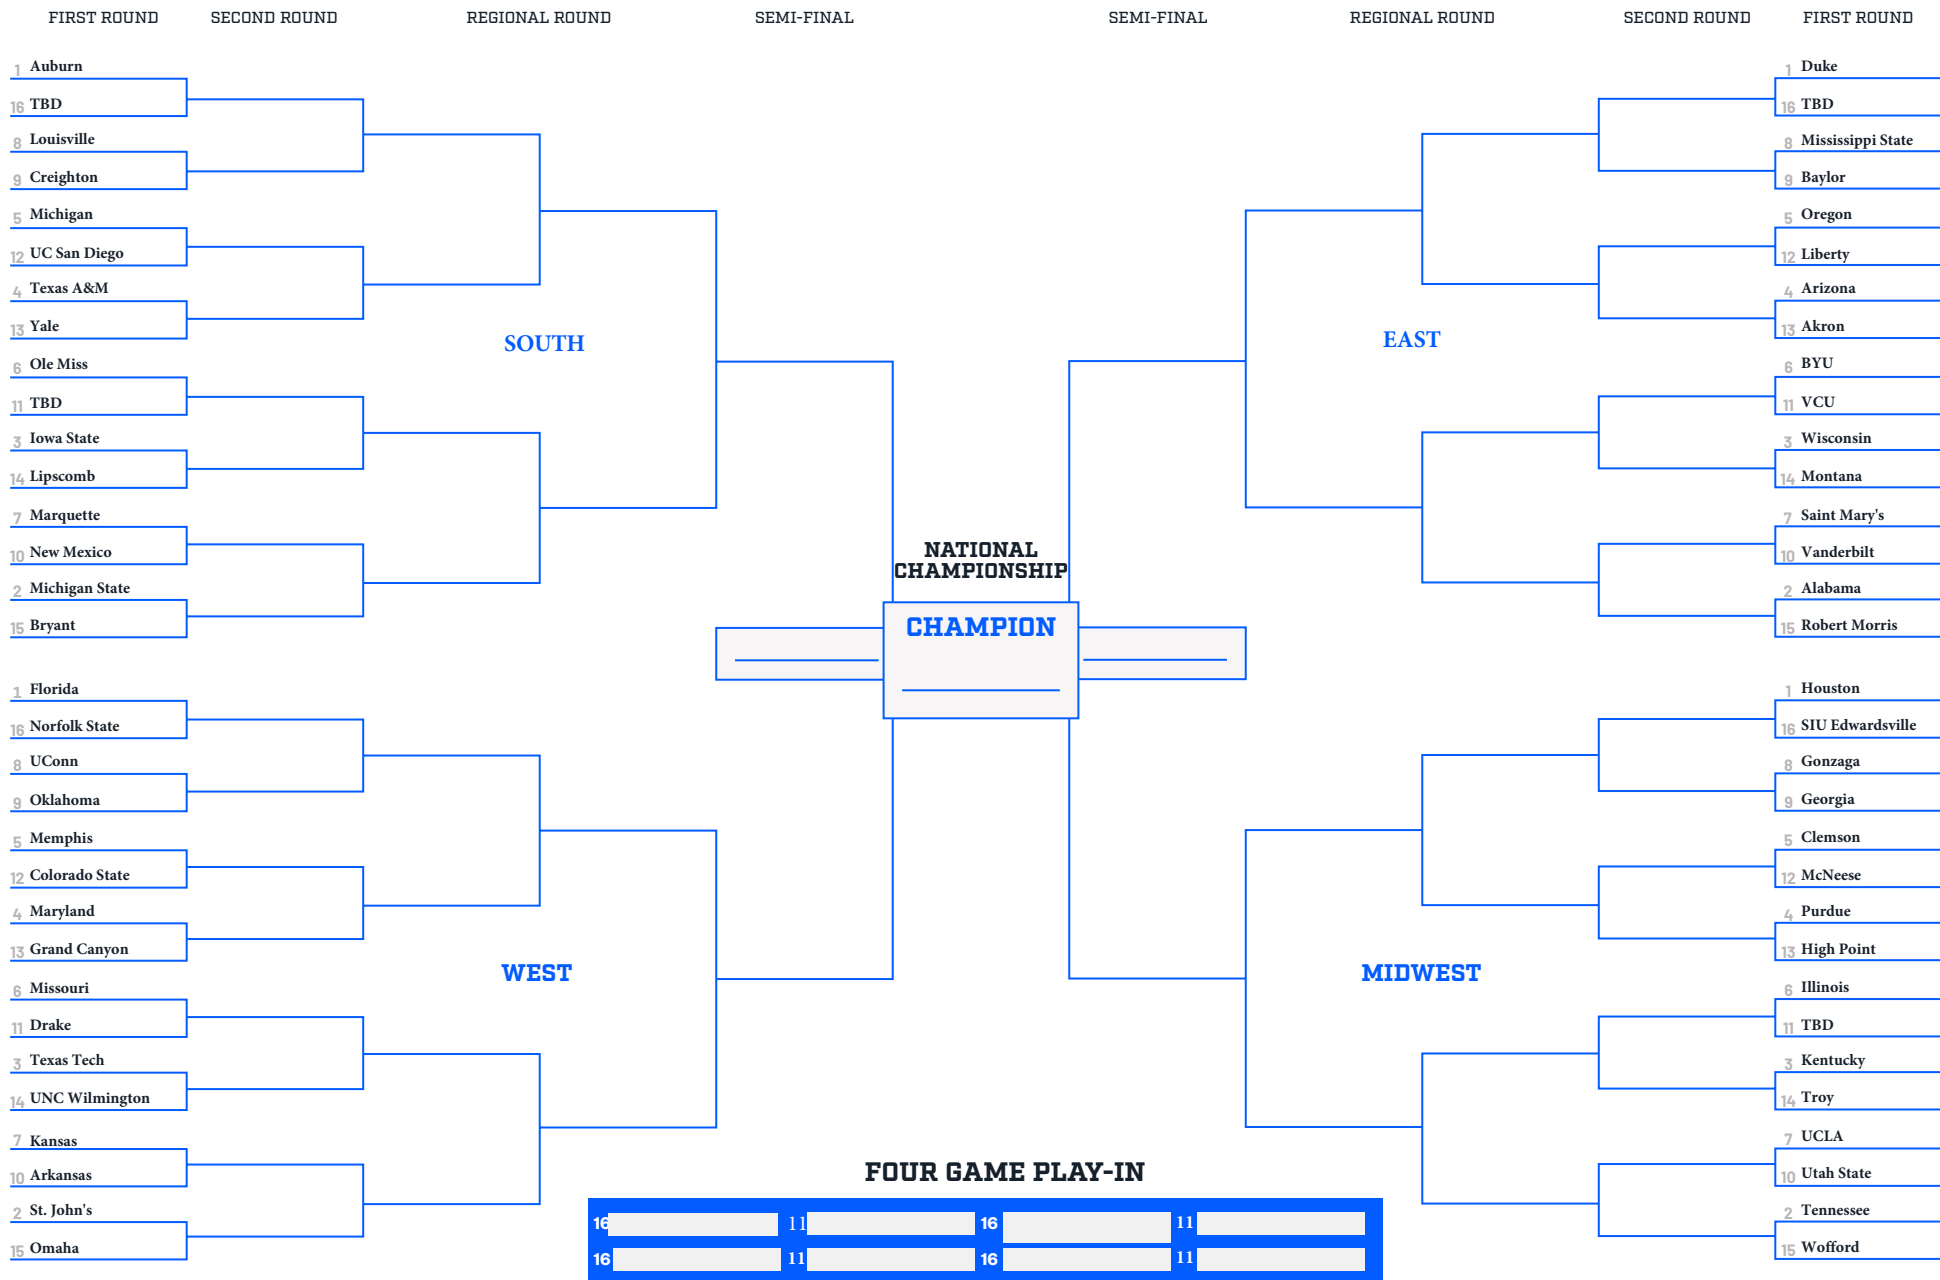 FIRST ROUND SECOND ROUND REGIONAL ROUND SEMI-FINAL SEMI-FINAL REGIONAL ROUND SECOND ROUND FIRST ROUND
1 Auburn
16 TBD
8 Louisville
9 Creighton
5 Michigan
12 UC San Diego
4 Texas A&M
13 Yale
6 Ole Miss
11 TBD
3 Iowa State
14 Lipscomb
7 Marquette
10 New Mexico
2 Michigan State
15 Bryant
SOUTH
1 Florida
16 Norfolk State
8 UConn
9 Oklahoma
5 Memphis
12 Colorado State
4 Maryland
13 Grand Canyon
6 Missouri
11 Drake
3 Texas Tech
14 UNC Wilmington
7 Kansas
10 Arkansas
2 St. John's
15 Omaha
WEST
NATIONAL
CHAMPIONSHIP
CHAMPION
1 Duke
16 TBD
8 Mississippi State
9 Baylor
5 Oregon
12 Liberty
4 Arizona
13 Akron
6 BYU
11 VCU
3 Wisconsin
14 Montana
7 Saint Mary's
10 Vanderbilt
2 Alabama
15 Robert Morris
EAST
1 Houston
16 SIU Edwardsville
8 Gonzaga
9 Georgia
5 Clemson
12 McNeese
4 Purdue
13 High Point
6 Illinois
11 TBD
3 Kentucky
14 Troy
7 UCLA
10 Utah State
2 Tennessee
15 Wofford
MIDWEST
FOUR GAME PLAY-IN
16 11 16 11
16 11 16 11